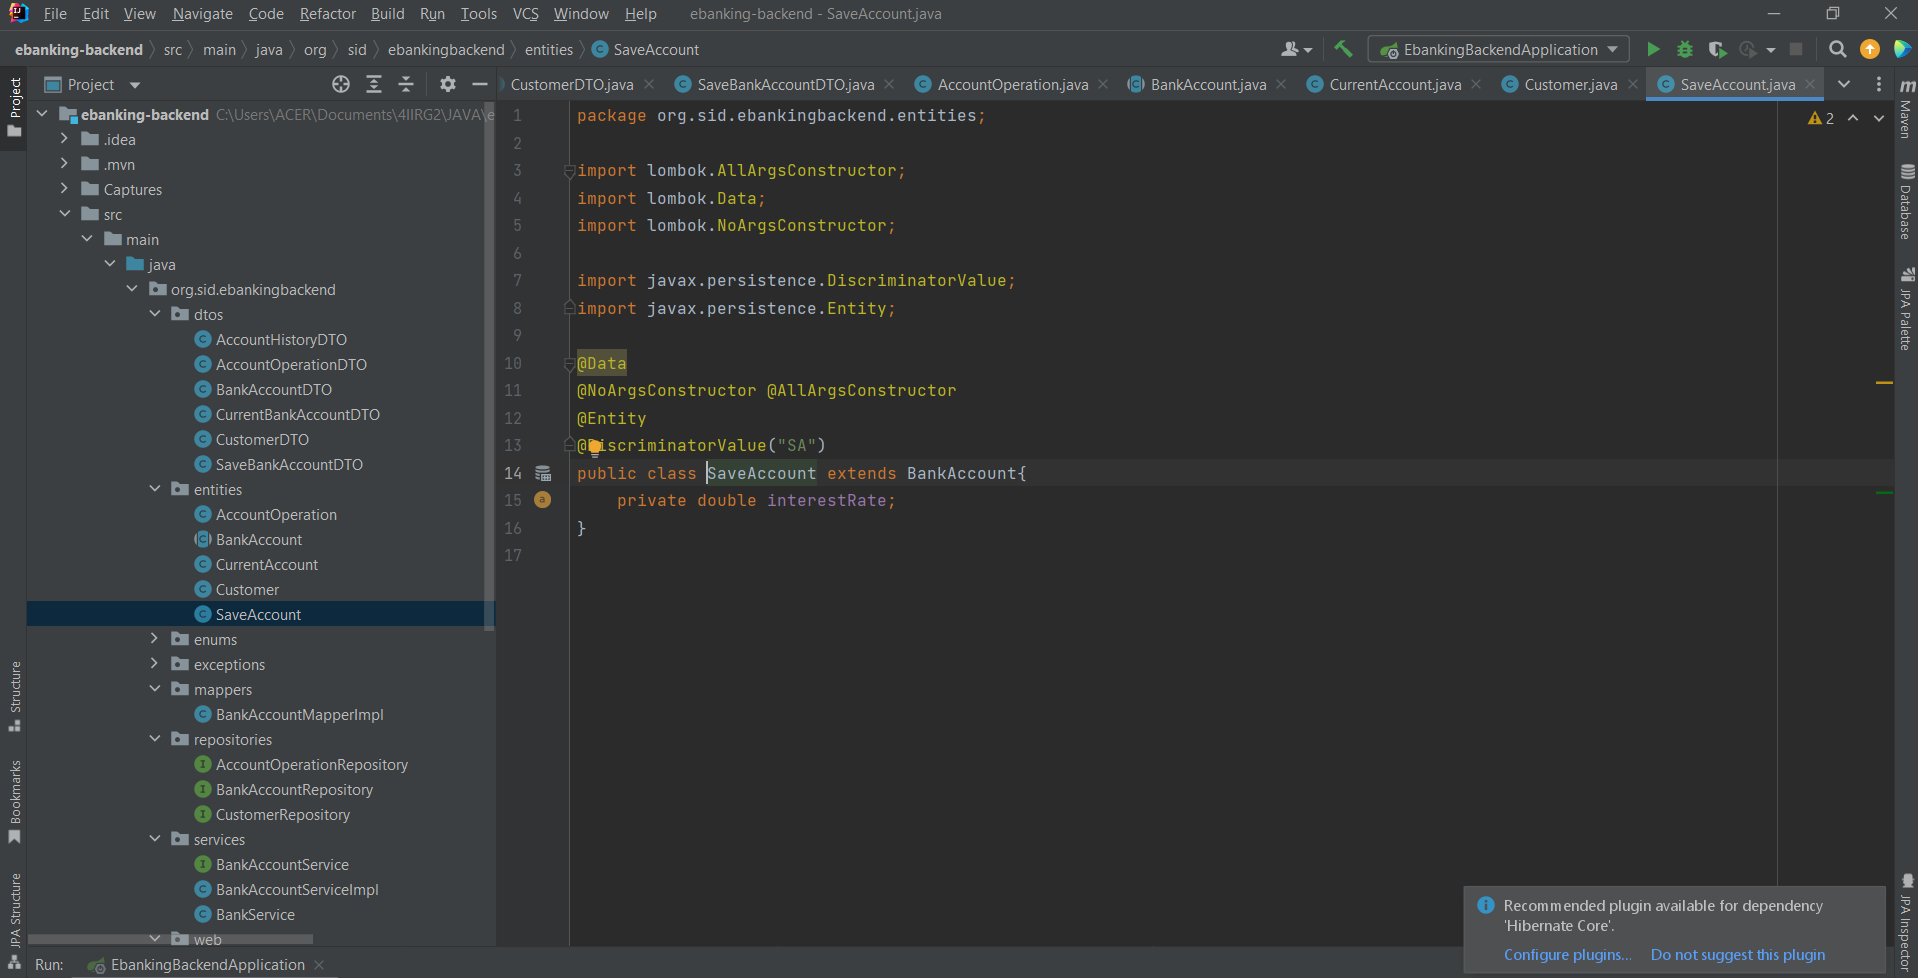 File Edit View Navigate Code Refactor Build Run Tools VCS Window Help ebanking-backend - SaveAccount.java
ebanking-backend src main java org sid ebankingbackend entities SaveAccount EbankingBackendApplication
Project CustomerDTO.java SaveBankAccountDTO.java AccountOperation.java BankAccount.java CurrentAccount.java Customer.java SaveAccount.java
ebanking-backend C:\Users\ACER\Documents\4IIRG2\JAVA\e
.idea
.mvn
Captures
src
main
java
org.sid.ebankingbackend
dtos
AccountHistoryDTO
AccountOperationDTO
BankAccountDTO
CurrentBankAccountDTO
CustomerDTO
SaveBankAccountDTO
entities
AccountOperation
BankAccount
CurrentAccount
Customer
SaveAccount
enums
exceptions
mappers
BankAccountMapperImpl
repositories
AccountOperationRepository
BankAccountRepository
CustomerRepository
services
BankAccountService
BankAccountServiceImpl
BankService
web
1 package org.sid.ebankingbackend.entities;
2
3 import lombok.AllArgsConstructor;
4 import lombok.Data;
5 import lombok.NoArgsConstructor;
6
7 import javax.persistence.DiscriminatorValue;
8 import javax.persistence.Entity;
9
10 @Data
11 @NoArgsConstructor @AllArgsConstructor
12 @Entity
13 @DiscriminatorValue("SA")
14 public class SaveAccount extends BankAccount{
15 private double interestRate;
16 }
17
2
Project
Structure
Bookmarks
JPA Structure
Maven
Database
JPA Palette
JPA Inspector
Recommended plugin available for dependency
'Hibernate Core'.
Configure plugins... Do not suggest this plugin
Run: EbankingBackendApplication